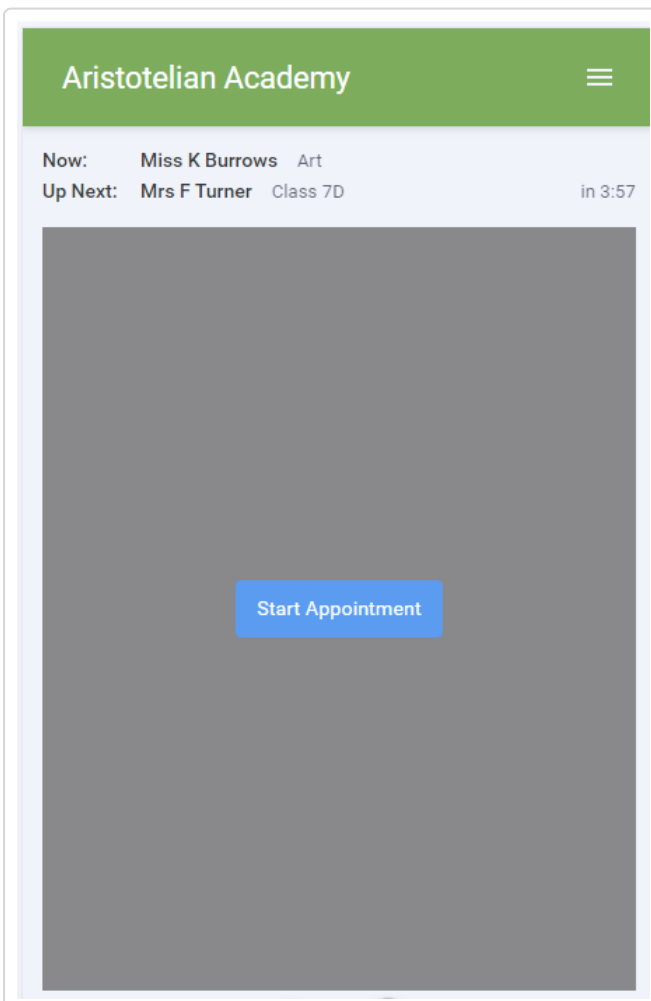 Aristotelian Academy
Now: Miss K Burrows Art
Up Next: Mrs F Turner Class 7D in 3:57
Start Appointment